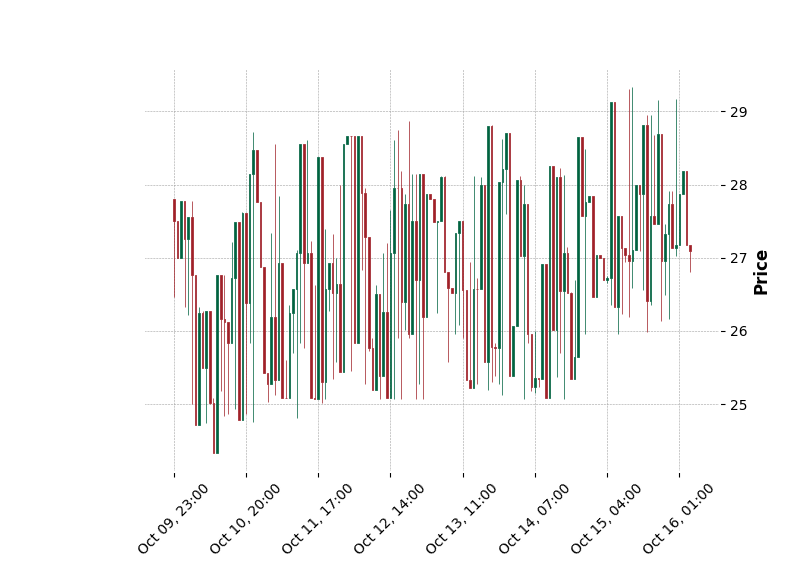 29
28
27
26
25
Price
Oct 09, 23:00
Oct 10, 20:00
Oct 11, 17:00
Oct 12, 14:00
Oct 13, 11:00
Oct 14, 07:00
Oct 15, 04:00
Oct 16, 01:00